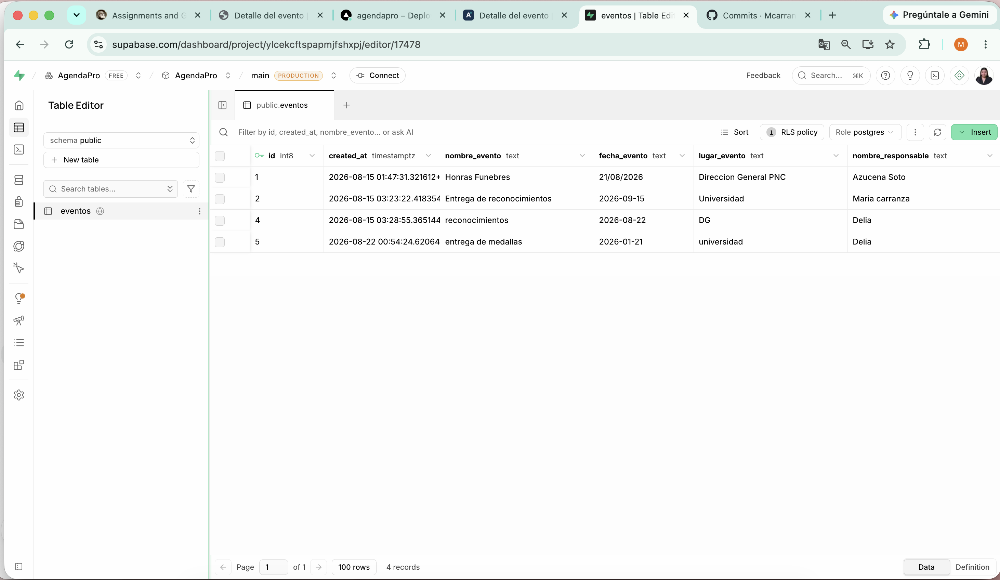 Assignments and G
Detalle del evento
agendapro – Deplo
Detalle del evento
eventos | Table Edi
Commits · Mcarran
Pregúntale a Gemini
supabase.com/dashboard/project/ylcekcftspapmjfshxpj/editor/17478
M
AgendaPro FREE
AgendaPro
main PRODUCTION
Connect
Feedback
Search... ⌘K
Table Editor
public.eventos
schema public
New table
Search tables...
eventos
Filter by id, created_at, nombre_evento... or ask AI
Sort
1 RLS policy
Role postgres
Insert
id int8 created_at timestamptz nombre_evento text fecha_evento text lugar_evento text nombre_responsable text
1 2026-08-15 01:47:31.321612+ Honras Funebres 21/08/2026 Direccion General PNC Azucena Soto
2 2026-08-15 03:23:22.418354 Entrega de reconocimientos 2026-09-15 Universidad Maria carranza
4 2026-08-15 03:28:55.365144 reconocimientos 2026-08-22 DG Delia
5 2026-08-22 00:54:24.62064 entrega de medallas 2026-01-21 universidad Delia
Page 1 of 1
100 rows
4 records
Data
Definition